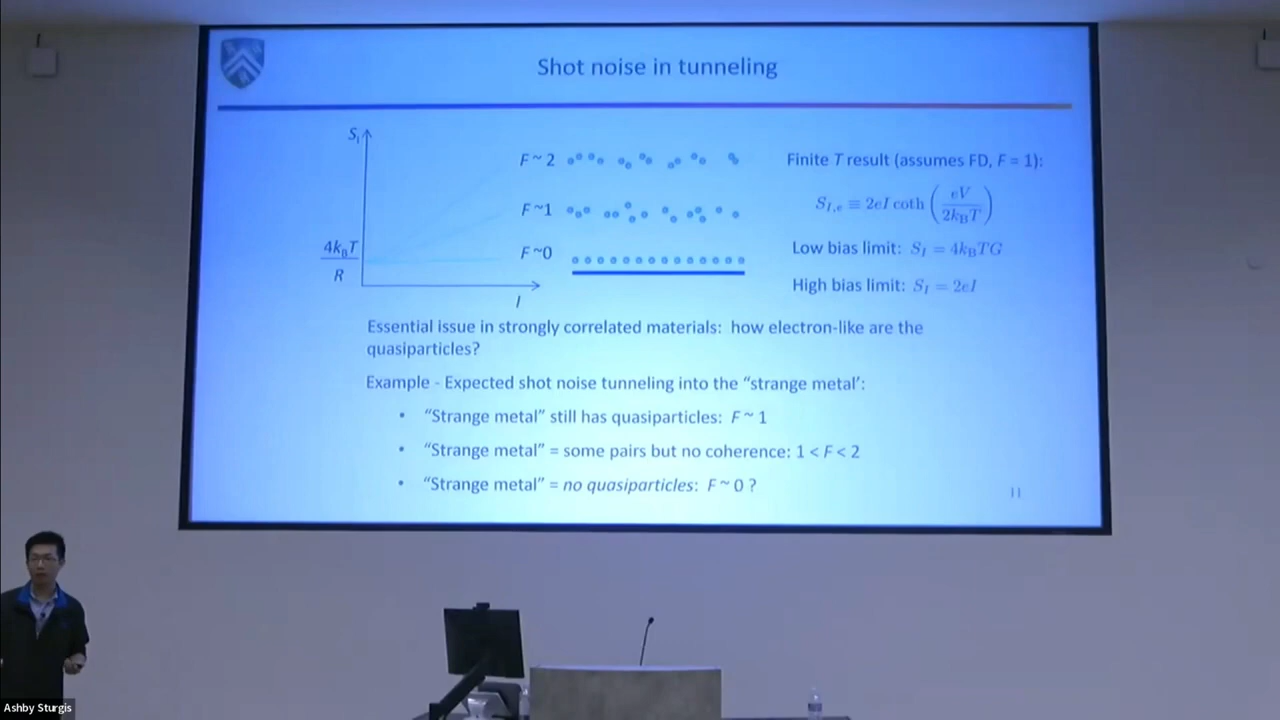 Shot noise in tunneling
S_I
F ~ 2
F ~1
F ~0
4k_BT
R
I
Finite T result (assumes FD, F = 1):
S_{I,e} ≡ 2eI coth (eV / 2k_BT)
Low bias limit: S_I = 4k_BTG
High bias limit: S_I = 2eI
Essential issue in strongly correlated materials: how electron-like are the
quasiparticles?
Example - Expected shot noise tunneling into the “strange metal’:
• “Strange metal” still has quasiparticles: F ~ 1
• “Strange metal” = some pairs but no coherence: 1 < F < 2
• “Strange metal” = no quasiparticles: F ~ 0 ?
11
Ashby Sturgis